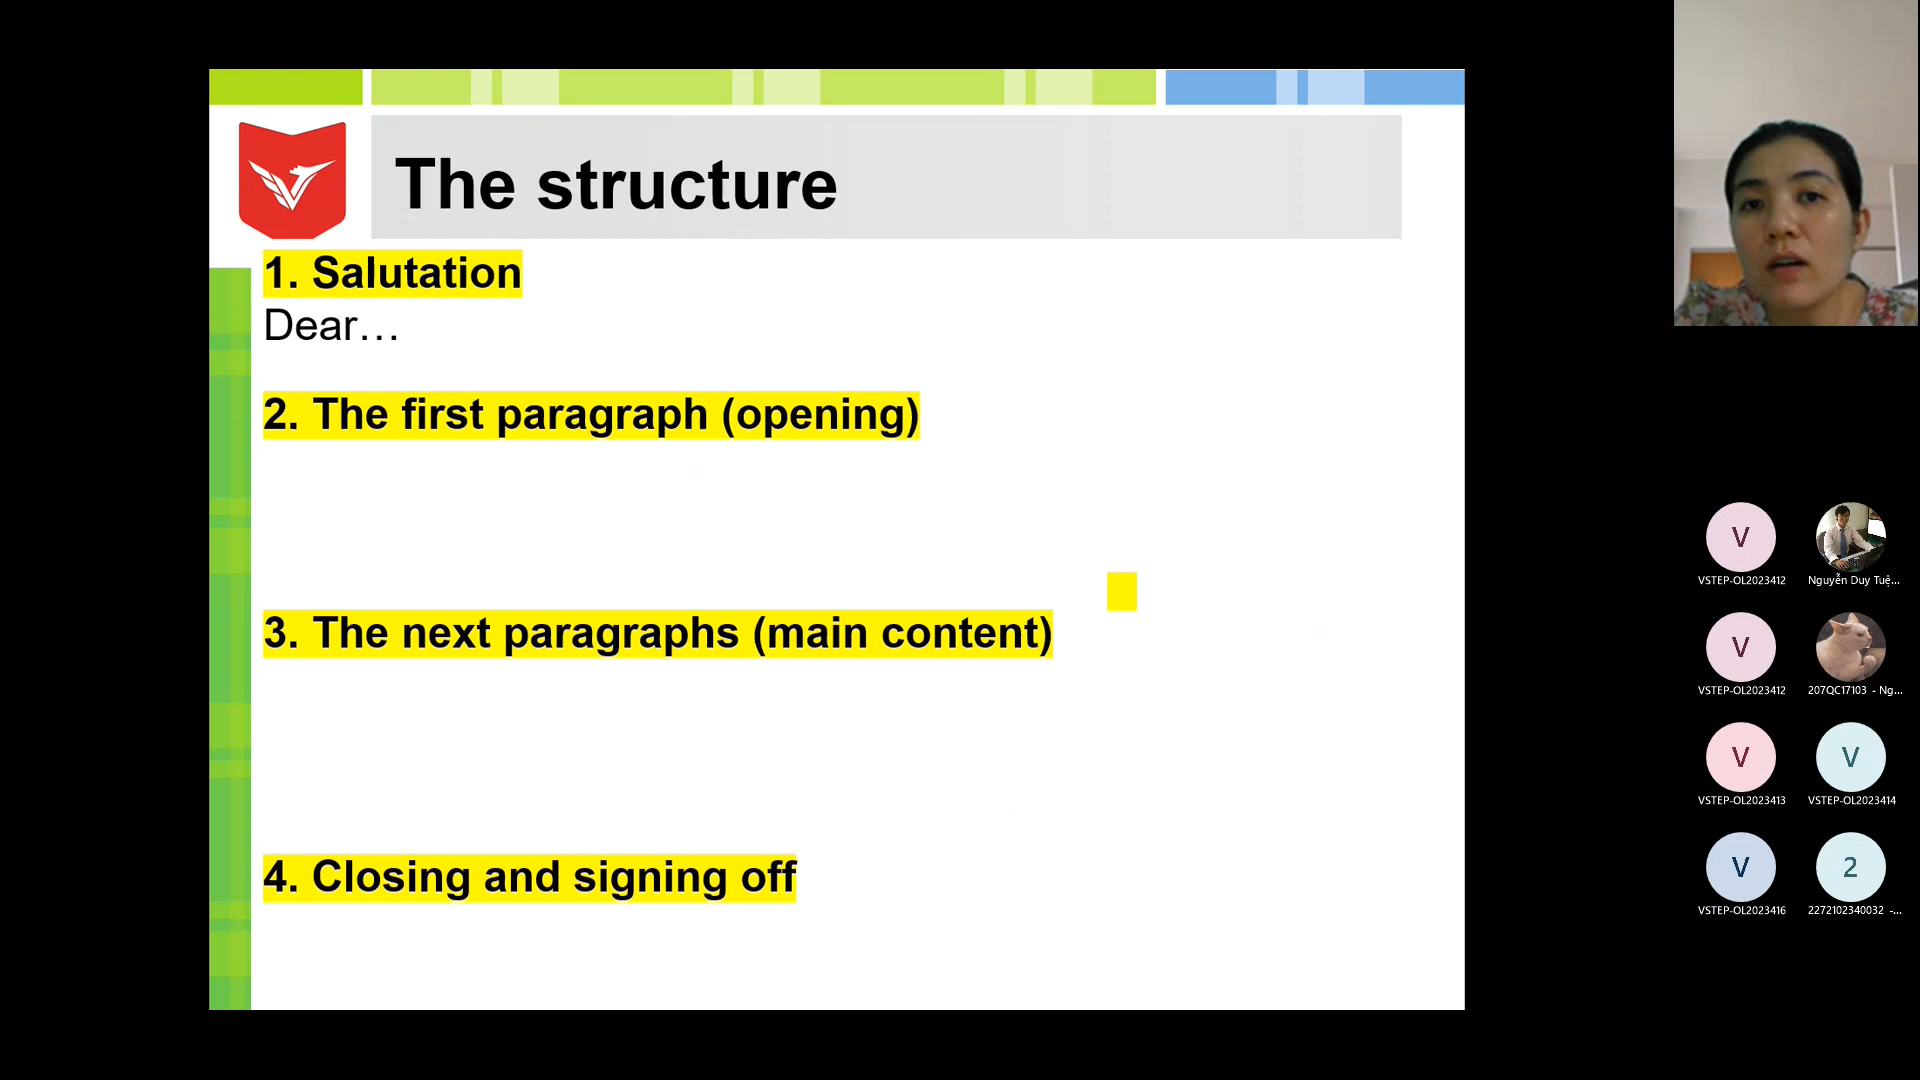 The structure
1. Salutation
Dear…
2. The first paragraph (opening)
3. The next paragraphs (main content)
4. Closing and signing off
V
VSTEP-OL2023412
Nguyễn Duy Tuệ...
V
VSTEP-OL2023412
207QC17103 - Ng...
V
VSTEP-OL2023413
V
VSTEP-OL2023414
V
VSTEP-OL2023416
2
2272102340032 -...